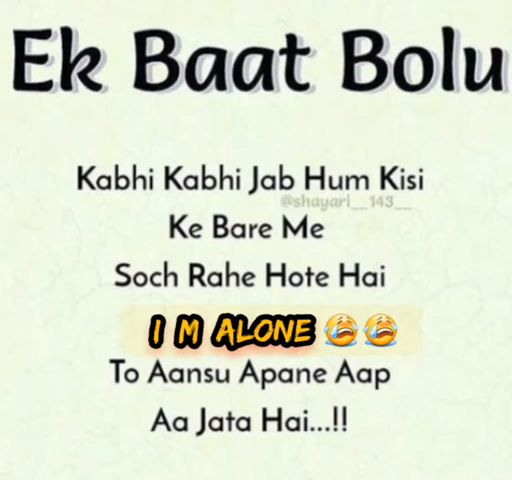 Ek Baat Bolu
Kabhi Kabhi Jab Hum Kisi
@shayari__143__
Ke Bare Me
Soch Rahe Hote Hai
I M ALONE 😭😭
To Aansu Apane Aap
Aa Jata Hai...!!